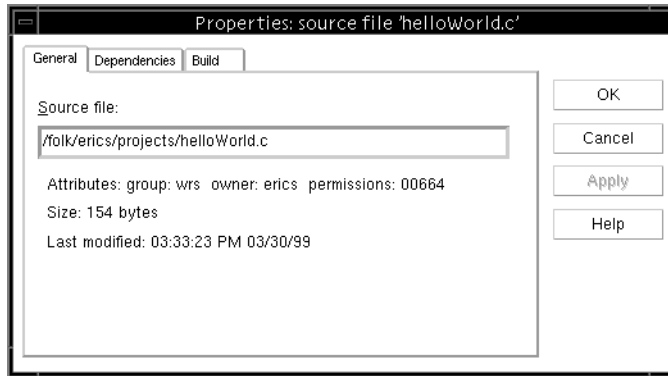 Properties: source file 'helloWorld.c'
General Dependencies Build
Source file:
/folk/erics/projects/helloWorld.c
Attributes: group: wrs owner: erics permissions: 00664
Size: 154 bytes
Last modified: 03:33:23 PM 03/30/99
OK
Cancel
Apply
Help